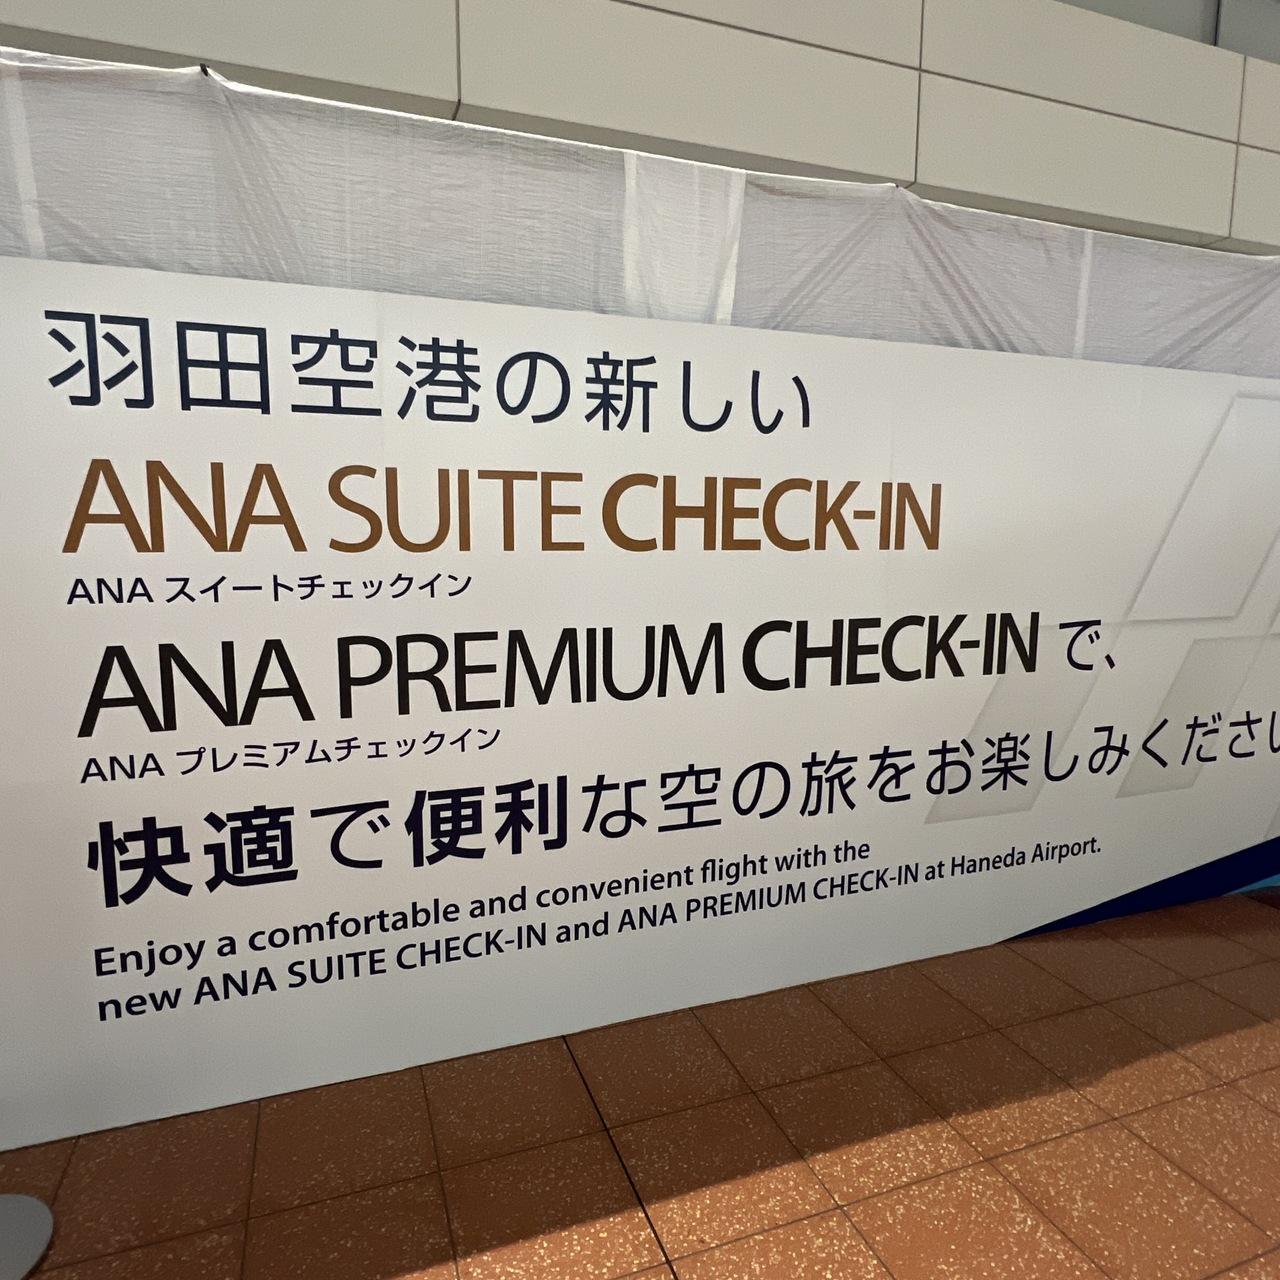 羽田空港の新しい
ANA SUITE CHECK-IN
ANA スイートチェックイン
ANA PREMIUM CHECK-IN で、
ANA プレミアムチェックイン
快適で便利な空の旅をお楽しみください
Enjoy a comfortable and convenient flight with the
new ANA SUITE CHECK-IN and ANA PREMIUM CHECK-IN at Haneda Airport.